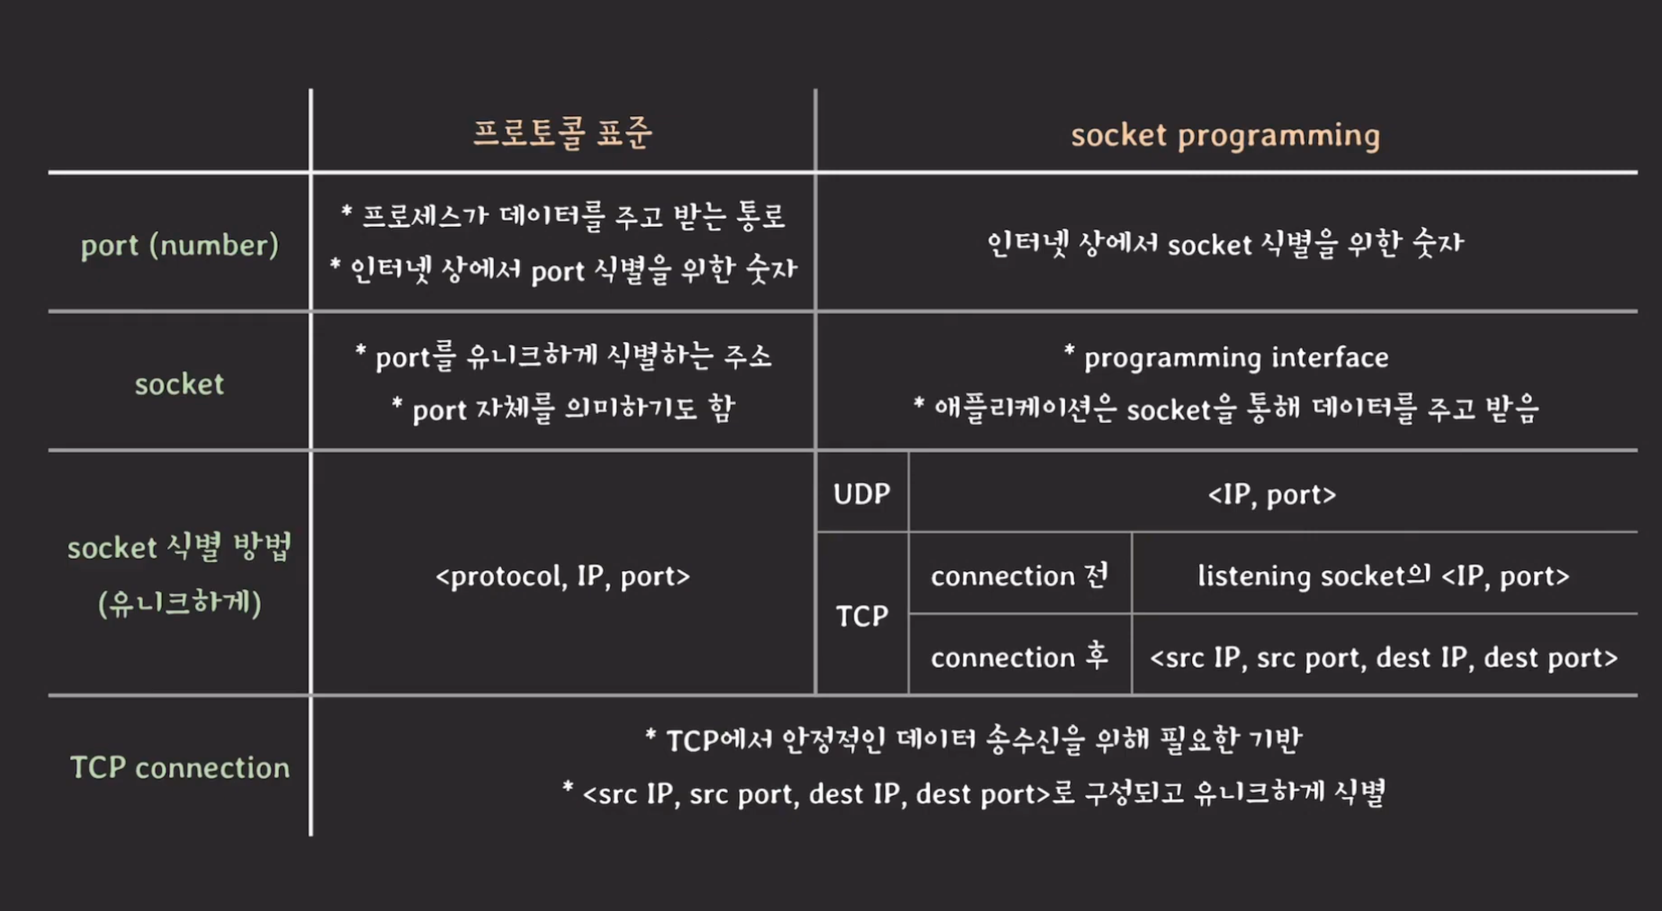 프로토콜 표준
socket programming
port (number)
* 프로세스가 데이터를 주고 받는 통로
* 인터넷 상에서 port 식별을 위한 숫자
인터넷 상에서 socket 식별을 위한 숫자
socket
* port를 유니크하게 식별하는 주소
* port 자체를 의미하기도 함
* programming interface
* 애플리케이션은 socket을 통해 데이터를 주고 받음
socket 식별 방법
(유니크하게)
<protocol, IP, port>
UDP
<IP, port>
TCP
connection 전
listening socket의 <IP, port>
connection 후
<src IP, src port, dest IP, dest port>
TCP connection
* TCP에서 안정적인 데이터 송수신을 위해 필요한 기반
* <src IP, src port, dest IP, dest port>로 구성되고 유니크하게 식별